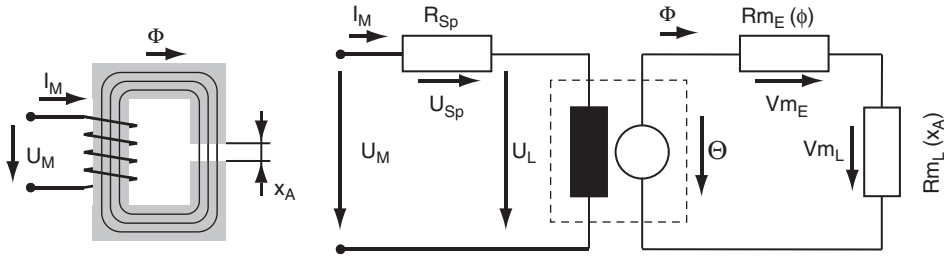 Φ
I_M
U_M
x_A
I_M
R_Sp
U_Sp
U_M
U_L
Φ
Rm_E (ϕ)
Vm_E
Θ
Vm_L
Rm_L (x_A)